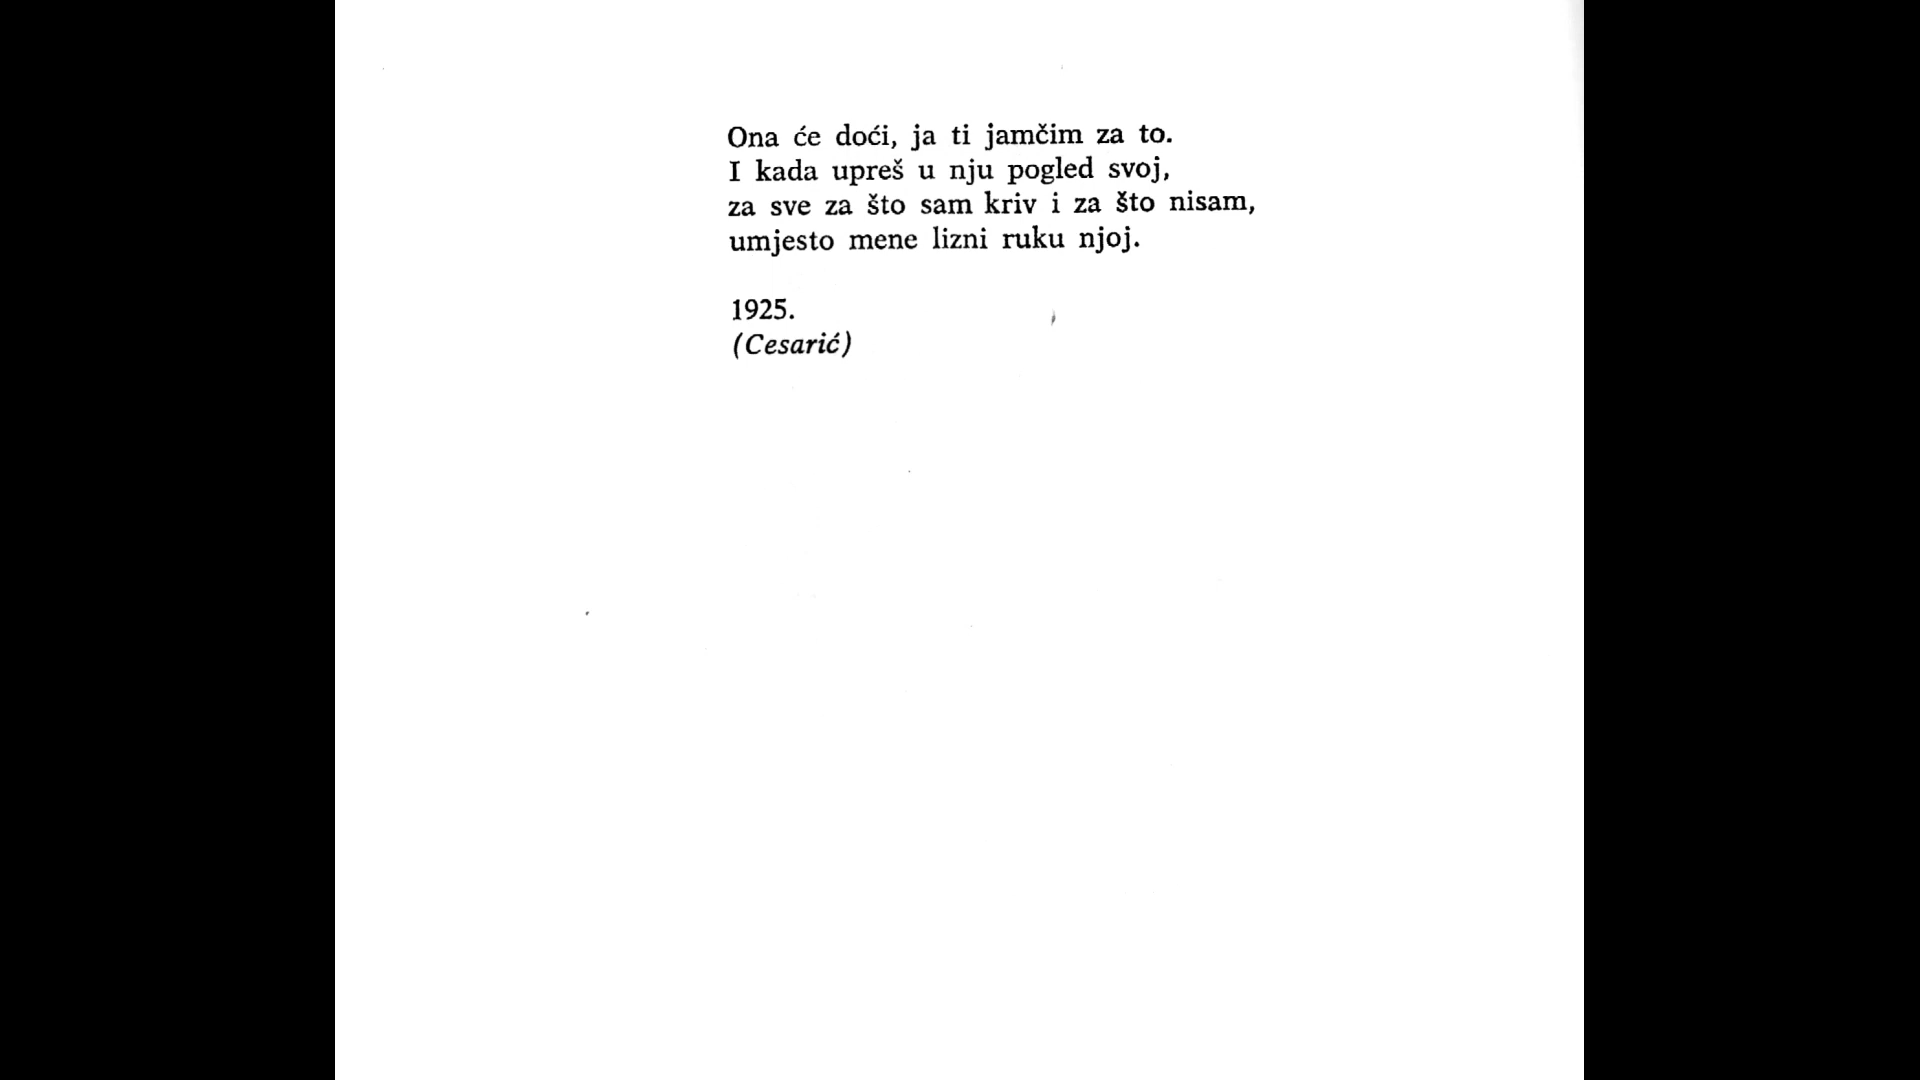 Ona će doći, ja ti jamčim za to.
I kada upreš u nju pogled svoj,
za sve za što sam kriv i za što nisam,
umjesto mene lizni ruku njoj.
1925.
(Cesarić)